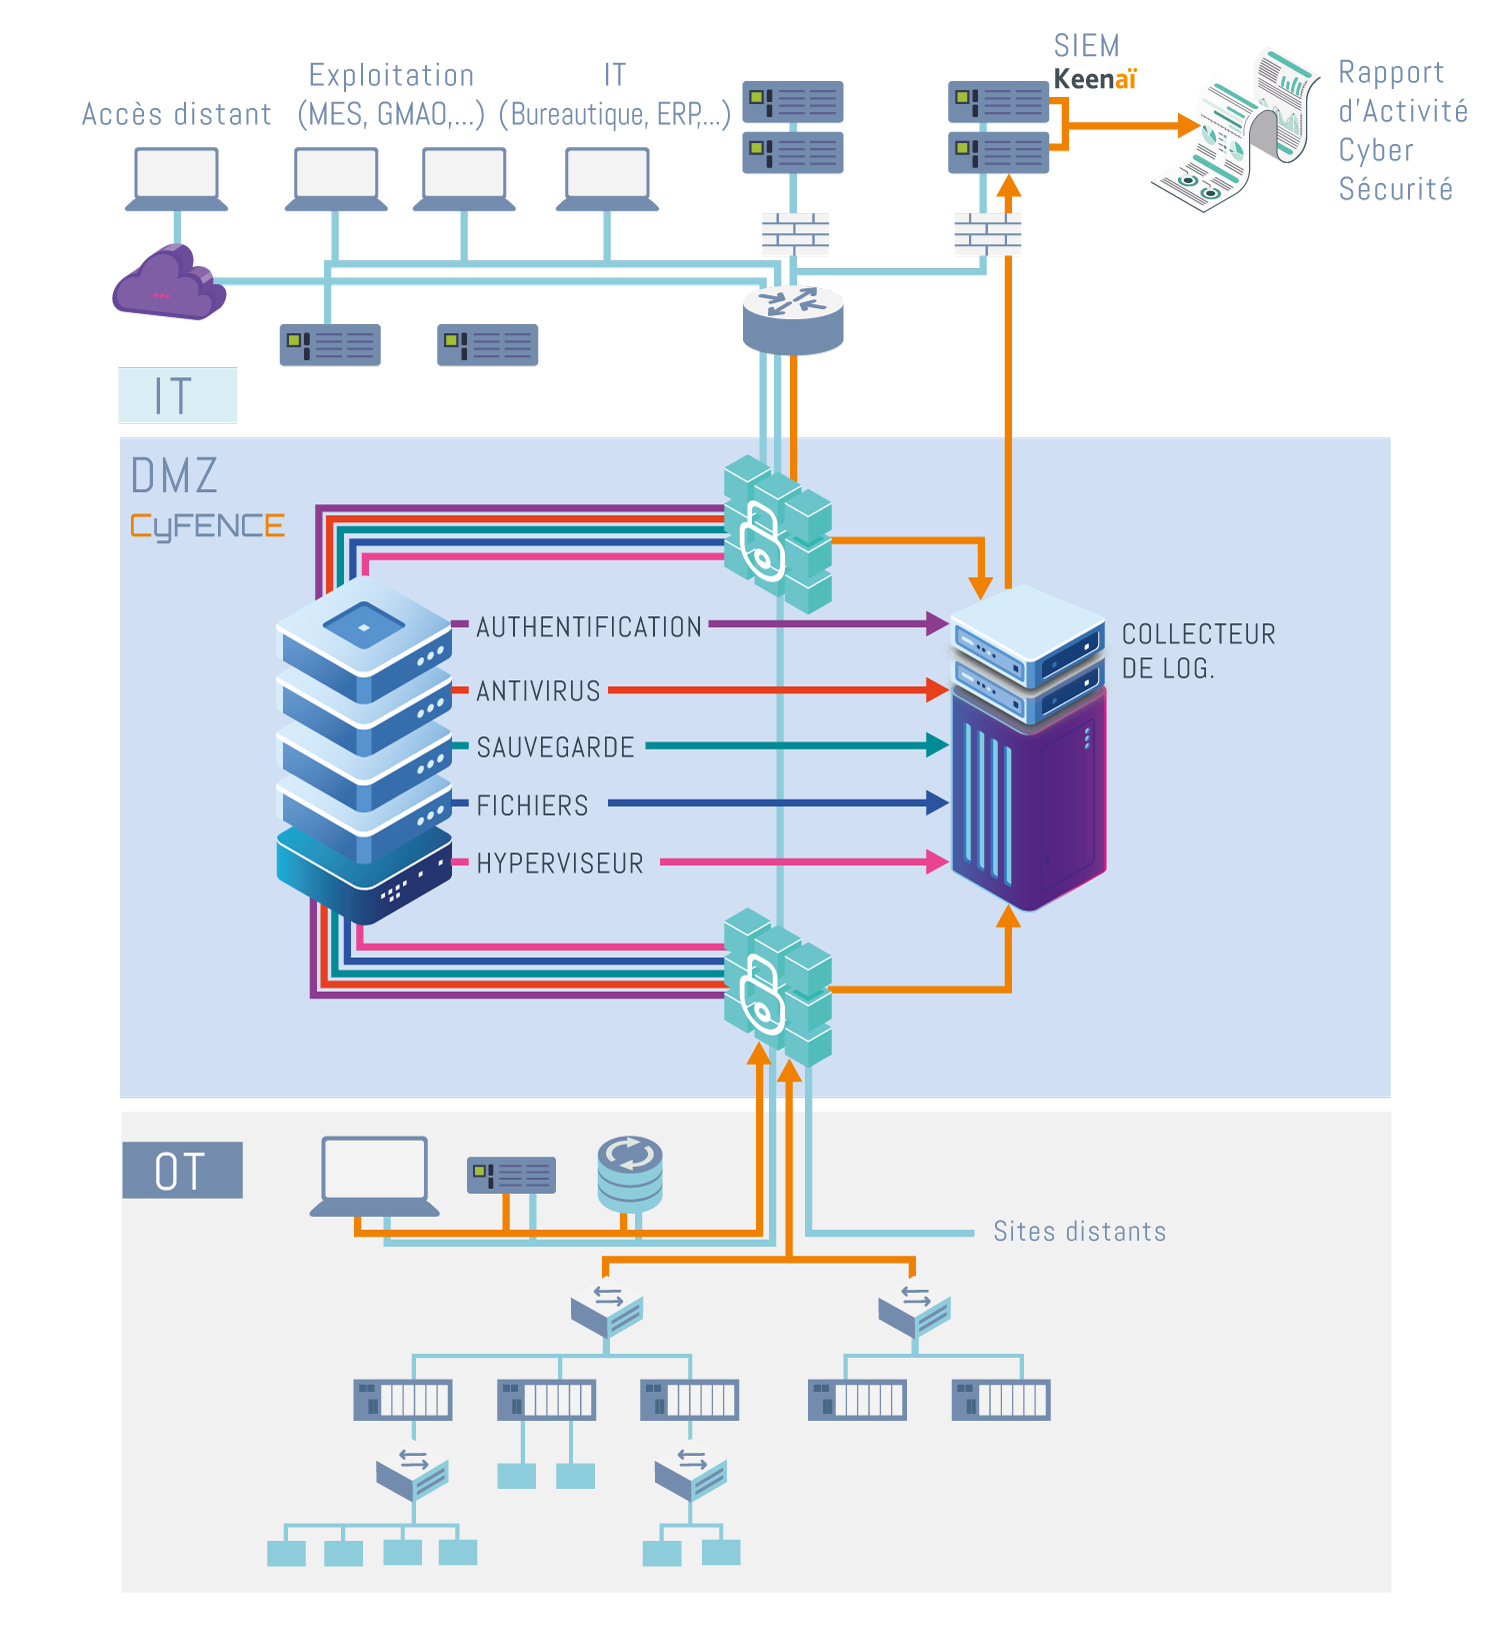 SIEM
Keenaï
Rapport
d'Activité
Cyber
Sécurité
Accès distant
Exploitation
(MES, GMAO,...)
IT
(Bureautique, ERP,...)
IT
DMZ
CyFENCE
AUTHENTIFICATION
ANTIVIRUS
SAUVEGARDE
FICHIERS
HYPERVISEUR
COLLECTEUR
DE LOG.
OT
Sites distants